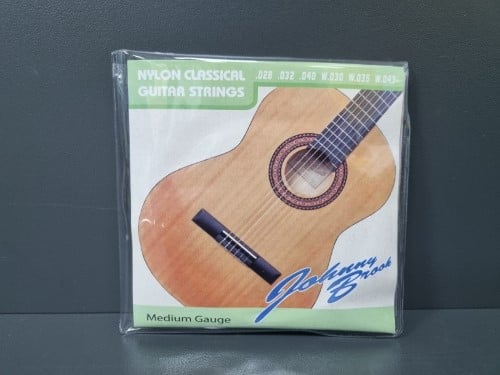 NYLON CLASSICAL
GUITAR STRINGS
.028 .032 .040 W.030 W.035 W.043
Johnny
Brook
Medium Gauge